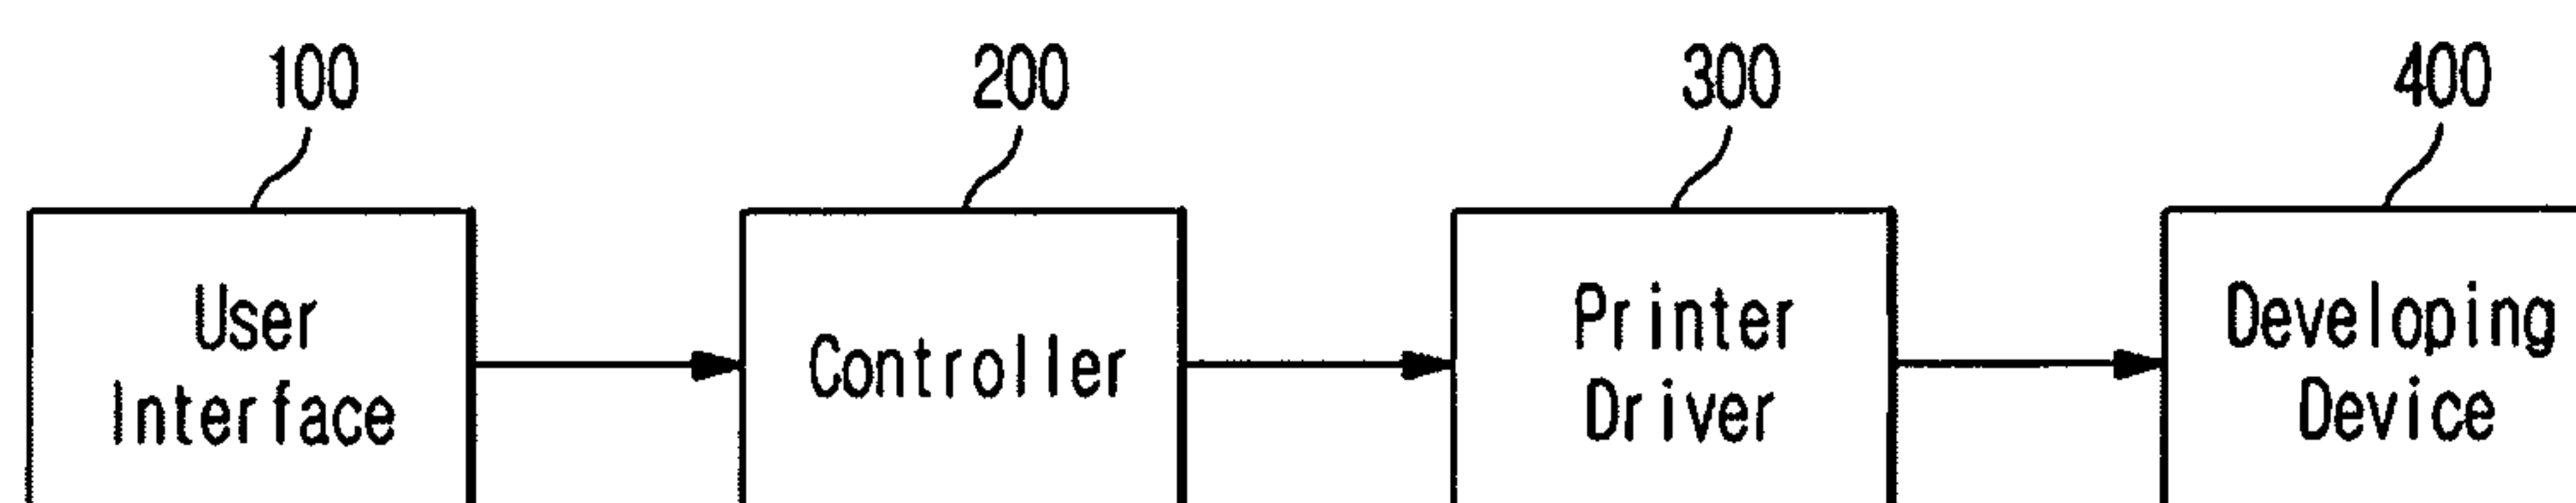 100 200 300 400
User Interface
Controller
Printer Driver
Developing Device